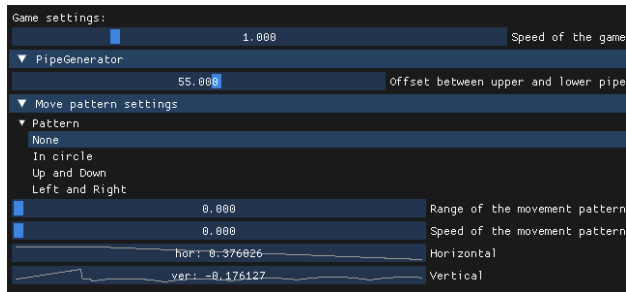 Game settings:
1.000 Speed of the game
PipeGenerator
55.000 Offset between upper and lower pipe
Move pattern settings
Pattern
None
In circle
Up and Down
Left and Right
0.000 Range of the movement pattern
0.000 Speed of the movement pattern
hor: 0.376026 Horizontal
ver: -0.176127 Vertical